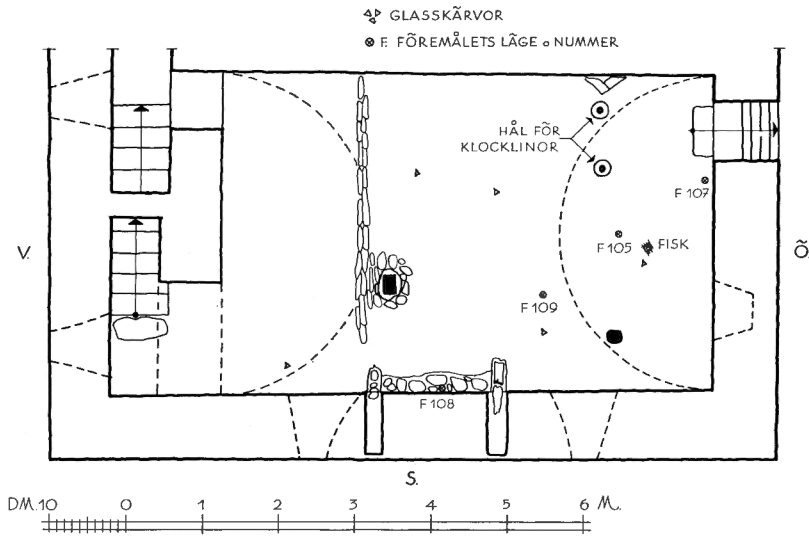 GLASSKÄRVOR
F. FÖREMÅLETS LÄGE o NUMMER
HÅL FÖR
KLOCKLINOR
F 107
V.
F 105
FISK
Ö.
F 109
F 108
S.
DM. 10 0 1 2 3 4 5 6 M.